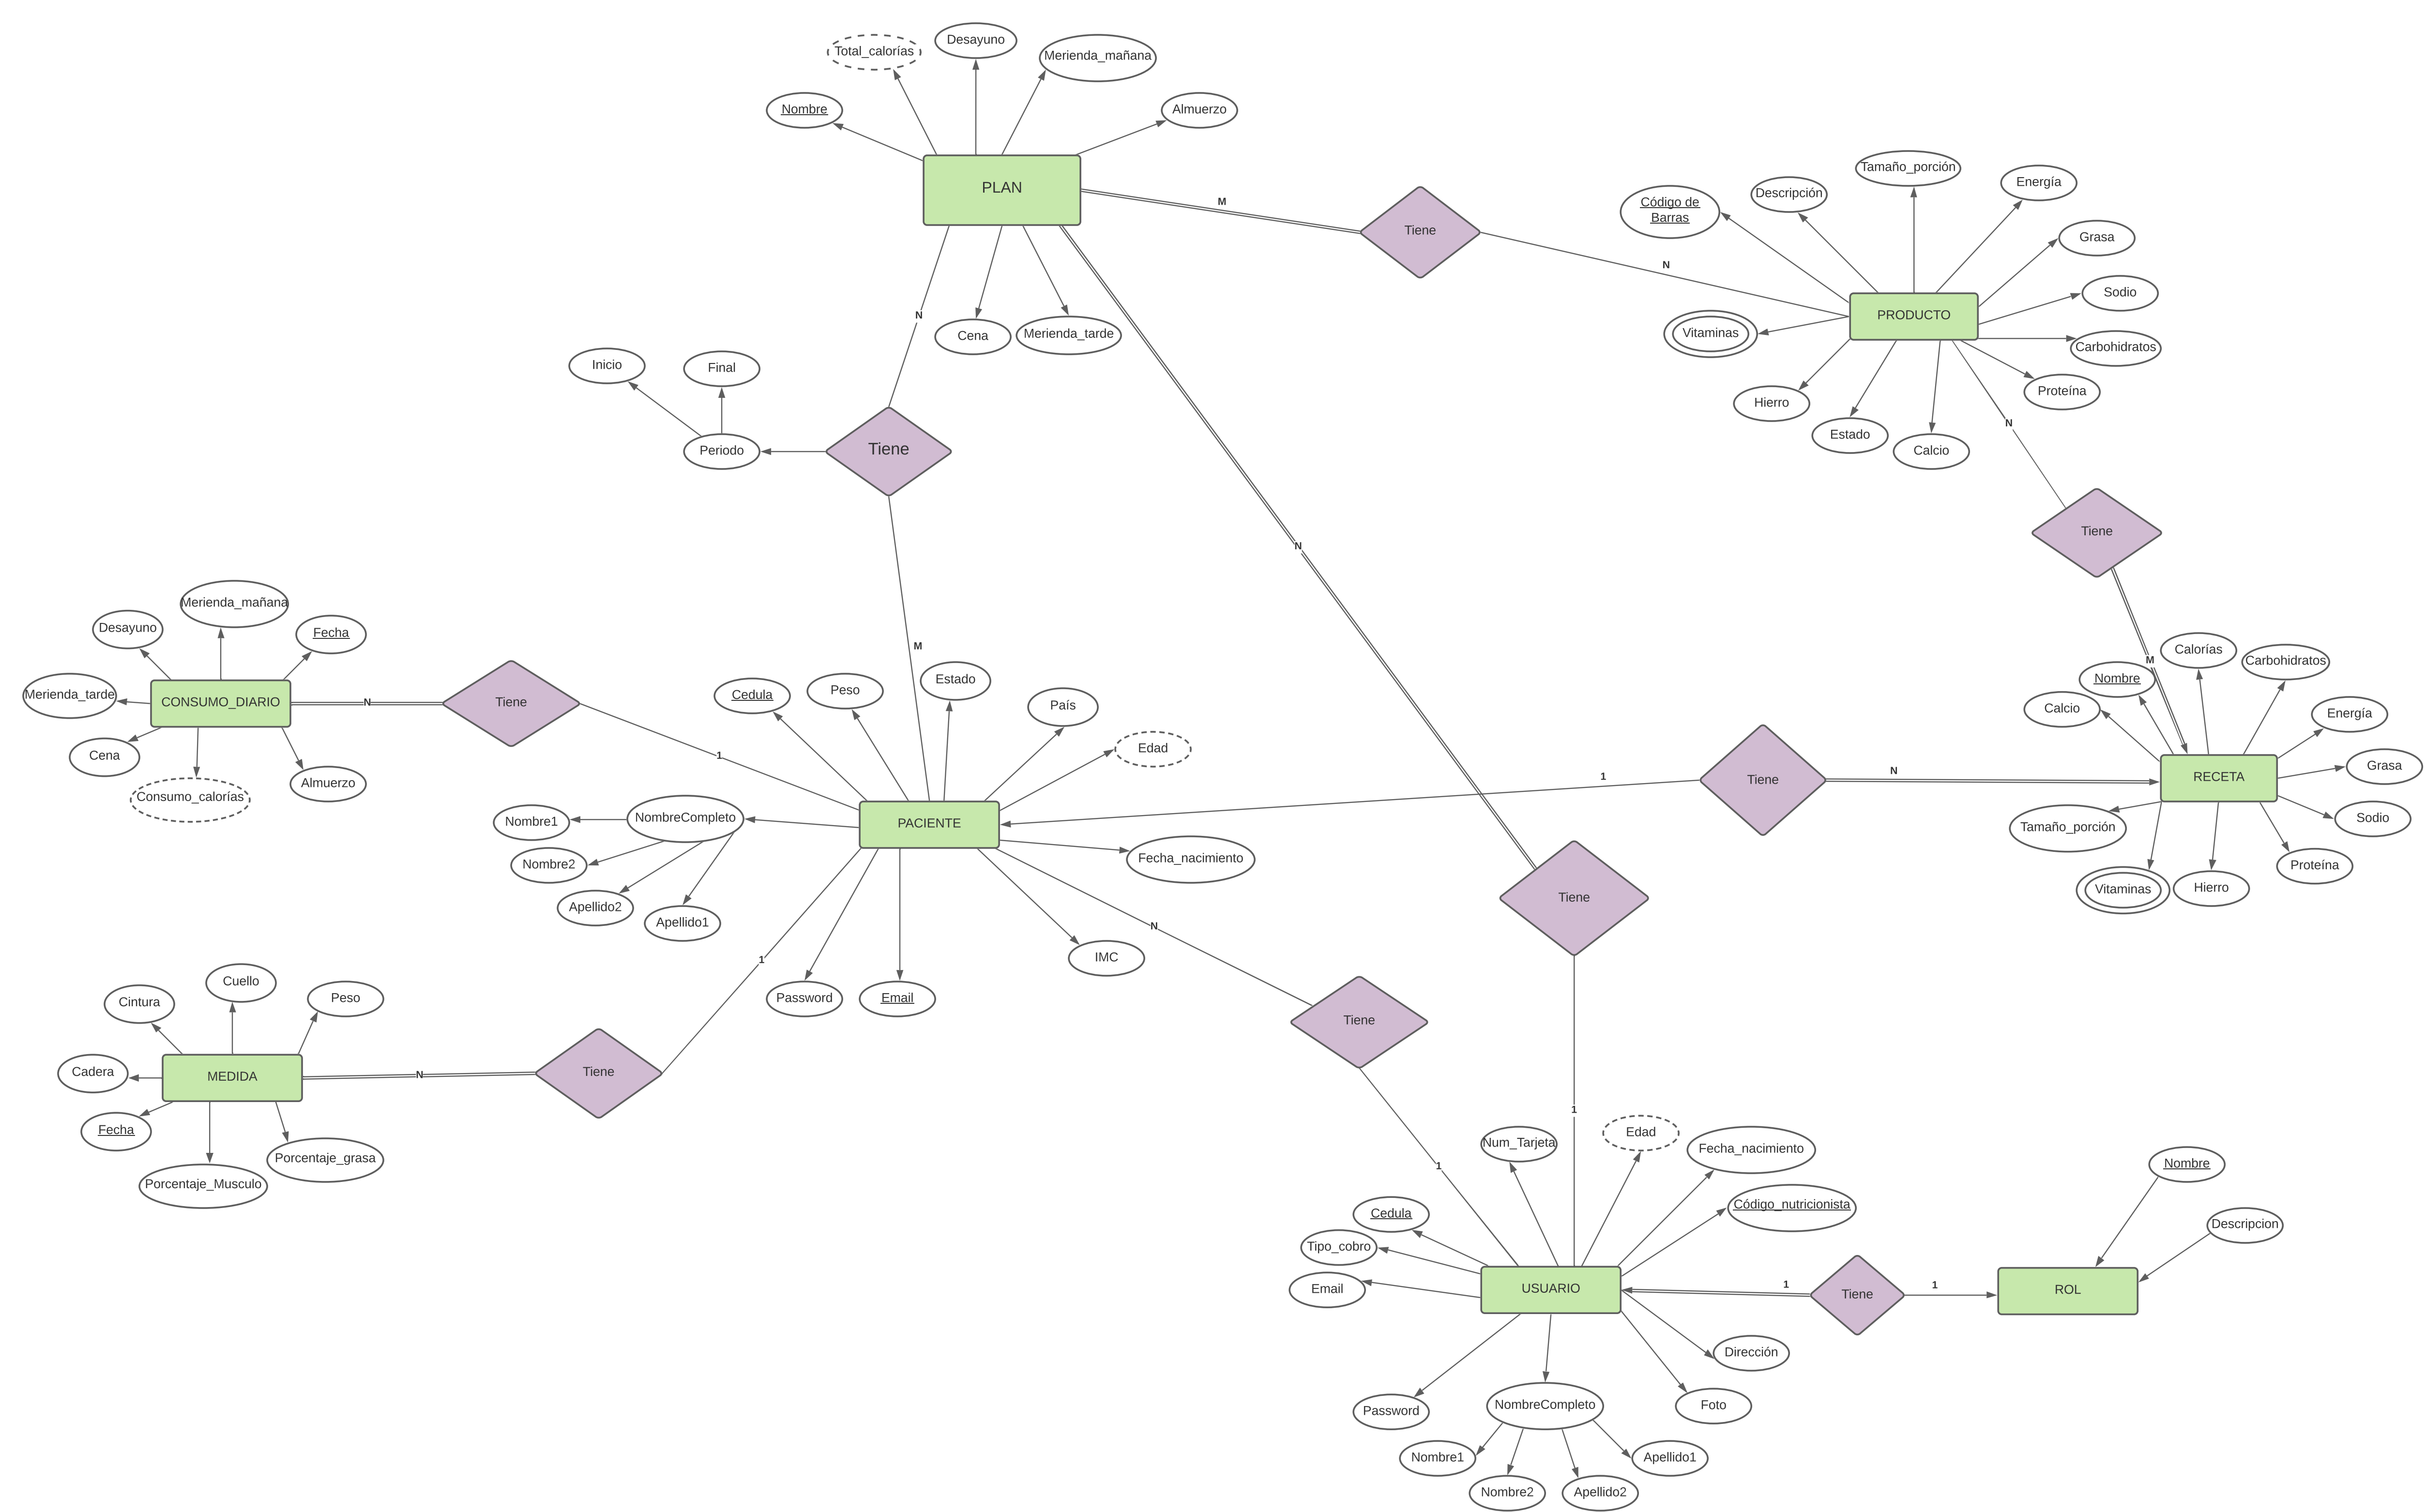 Desayuno
Total_calorías
Merienda_mañana
Nombre
Almuerzo
PLAN
M
Tiene
N
Cena
Merienda_tarde
N
Tamaño_porción
Energía
Descripción
Código de
Barras
Grasa
Sodio
PRODUCTO
Vitaminas
Carbohidratos
Proteína
Hierro
Estado
Calcio
N
Inicio
Final
Periodo
Tiene
N
Tiene
M
M
Merienda_mañana
Desayuno
Fecha
Merienda_tarde
CONSUMO_DIARIO
N
Tiene
1
Cena
Consumo_calorías
Almuerzo
Cedula
Peso
Estado
País
Edad
PACIENTE
NombreCompleto
Nombre1
Nombre2
Apellido2
Apellido1
Fecha_nacimiento
IMC
Password
Email
1
Tiene
N
Calorías
Carbohidratos
Nombre
Calcio
Energía
RECETA
Grasa
Sodio
Tamaño_porción
Proteína
Vitaminas
Hierro
Tiene
N
1
Cuello
Cintura
Peso
Cadera
MEDIDA
N
Tiene
Fecha
Porcentaje_grasa
Porcentaje_Musculo
Tiene
1
1
Num_Tarjeta
Edad
Fecha_nacimiento
Cedula
Código_nutricionista
Tipo_cobro
Email
USUARIO
1
Tiene
1
ROL
Nombre
Descripcion
Dirección
Foto
Password
NombreCompleto
Nombre1
Apellido1
Nombre2
Apellido2